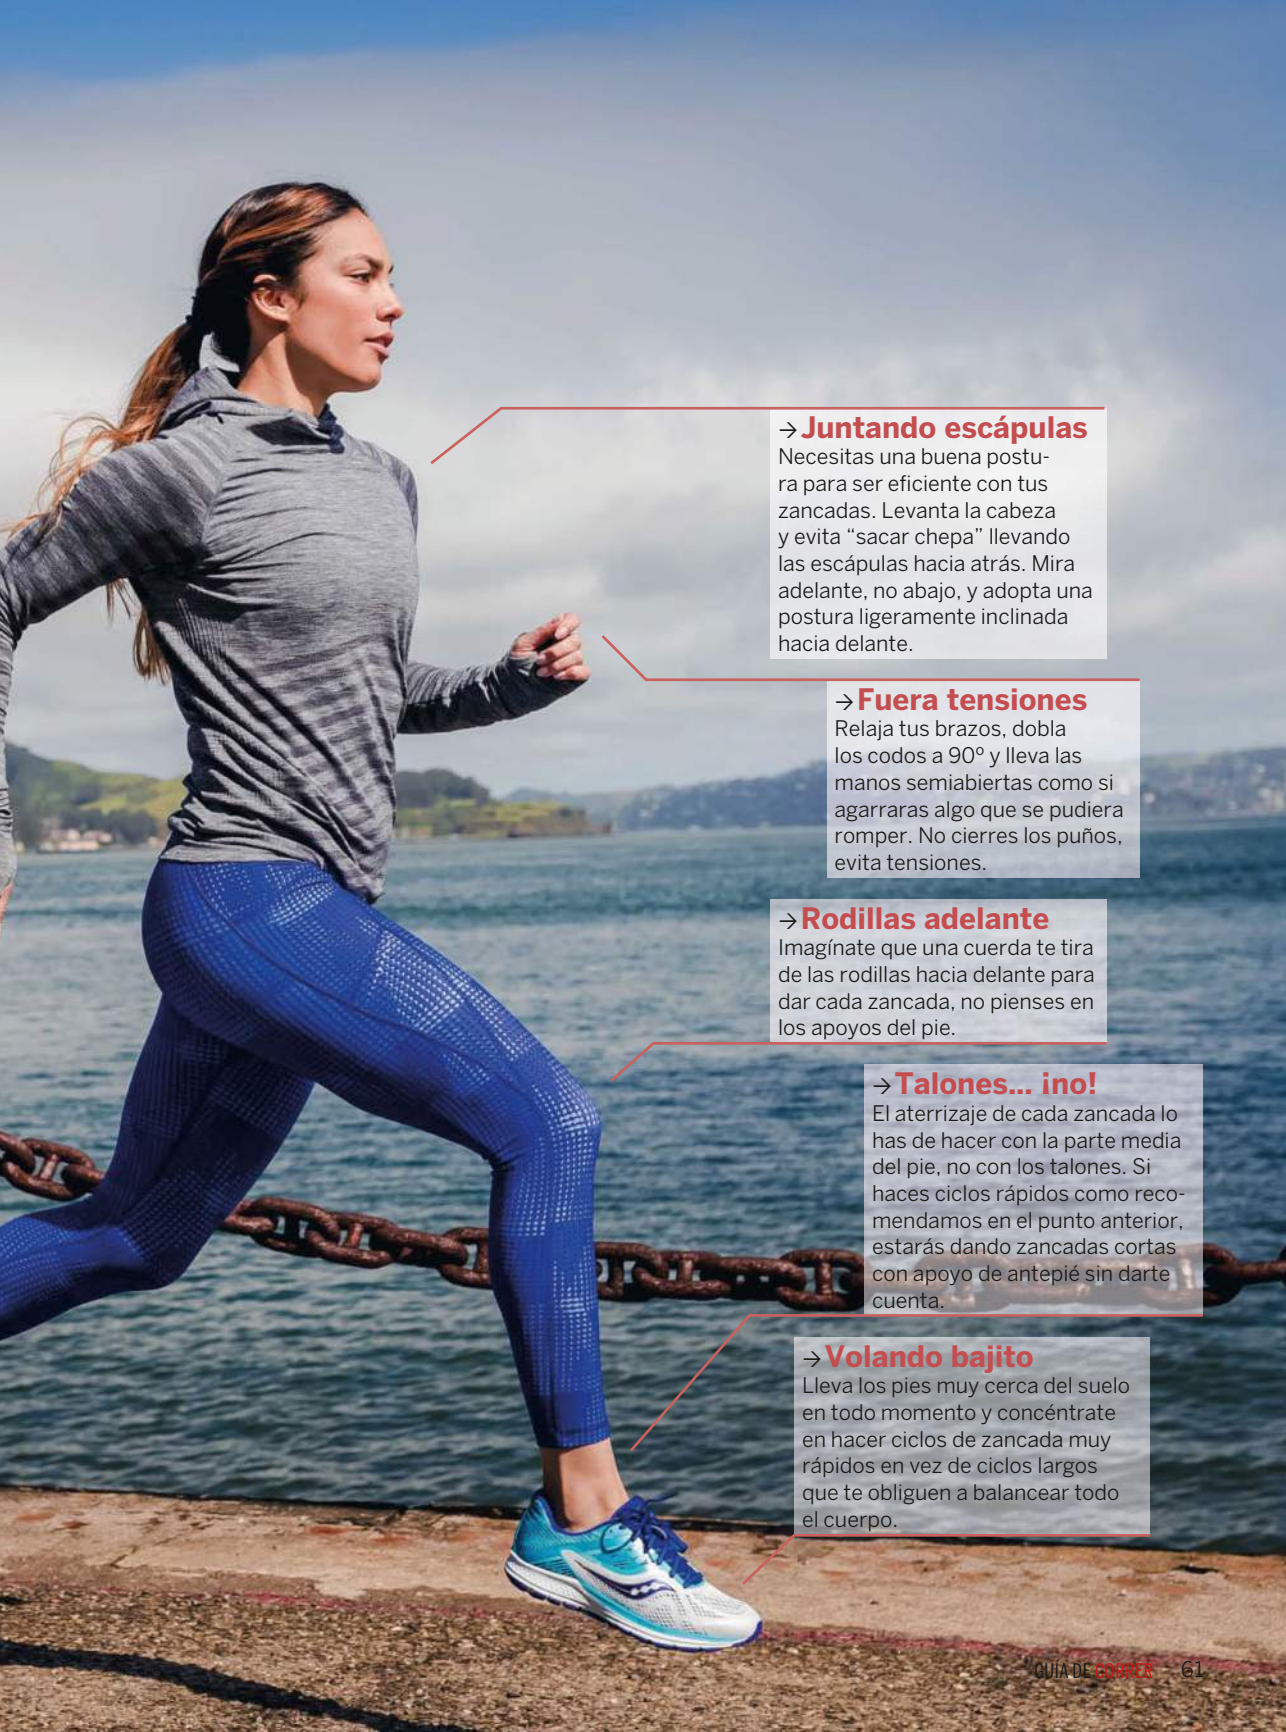 →Juntando escápulas
Necesitas una buena postu-
ra para ser eficiente con tus
zancadas. Levanta la cabeza
y evita “sacar chepa” llevando
las escápulas hacia atrás. Mira
adelante, no abajo, y adopta una
postura ligeramente inclinada
hacia delante.
→Fuera tensiones
Relaja tus brazos, dobla
los codos a 90º y lleva las
manos semiabiertas como si
agarraras algo que se pudiera
romper. No cierres los puños,
evita tensiones.
→Rodillas adelante
Imagínate que una cuerda te tira
de las rodillas hacia delante para
dar cada zancada, no pienses en
los apoyos del pie.
→Talones... ¡no!
El aterrizaje de cada zancada lo
has de hacer con la parte media
del pie, no con los talones. Si
haces ciclos rápidos como reco-
mendamos en el punto anterior,
estarás dando zancadas cortas
con apoyo de antepié sin darte
cuenta.
→Volando bajito
Lleva los pies muy cerca del suelo
en todo momento y concéntrate
en hacer ciclos de zancada muy
rápidos en vez de ciclos largos
que te obliguen a balancear todo
el cuerpo.
GUÍA DE CORRER 61